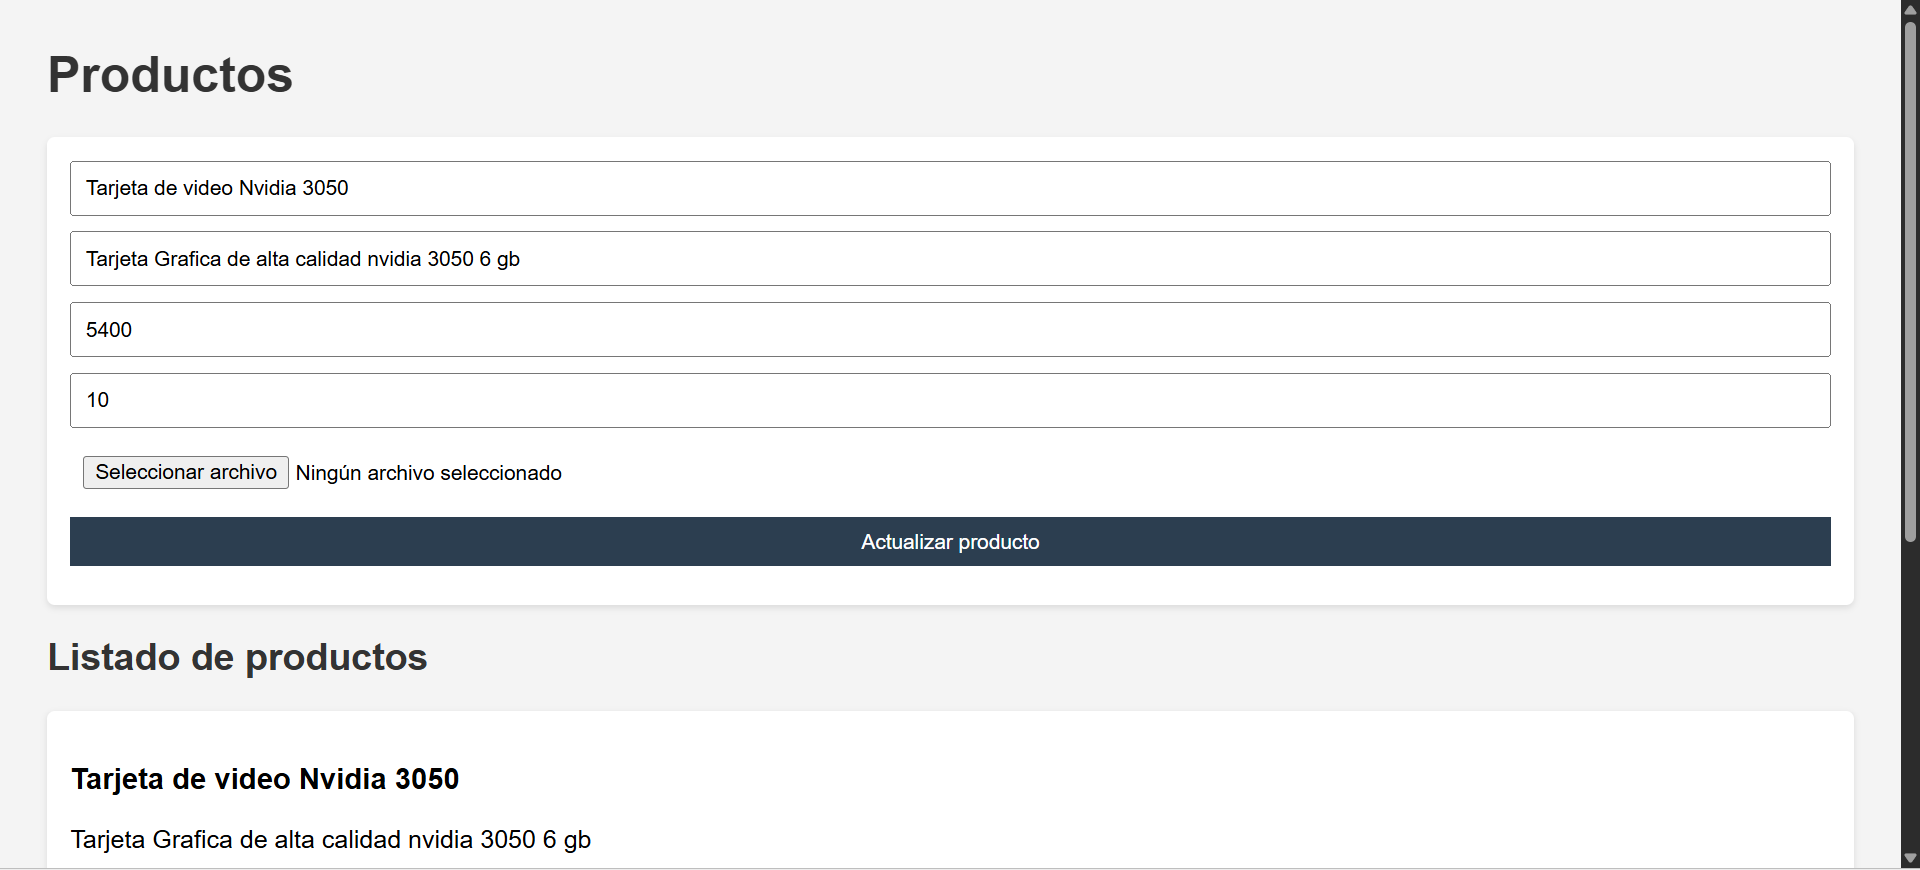 Productos
Tarjeta de video Nvidia 3050
Tarjeta Grafica de alta calidad nvidia 3050 6 gb
5400
10
Seleccionar archivo Ningún archivo seleccionado
Actualizar producto
Listado de productos
Tarjeta de video Nvidia 3050
Tarjeta Grafica de alta calidad nvidia 3050 6 gb